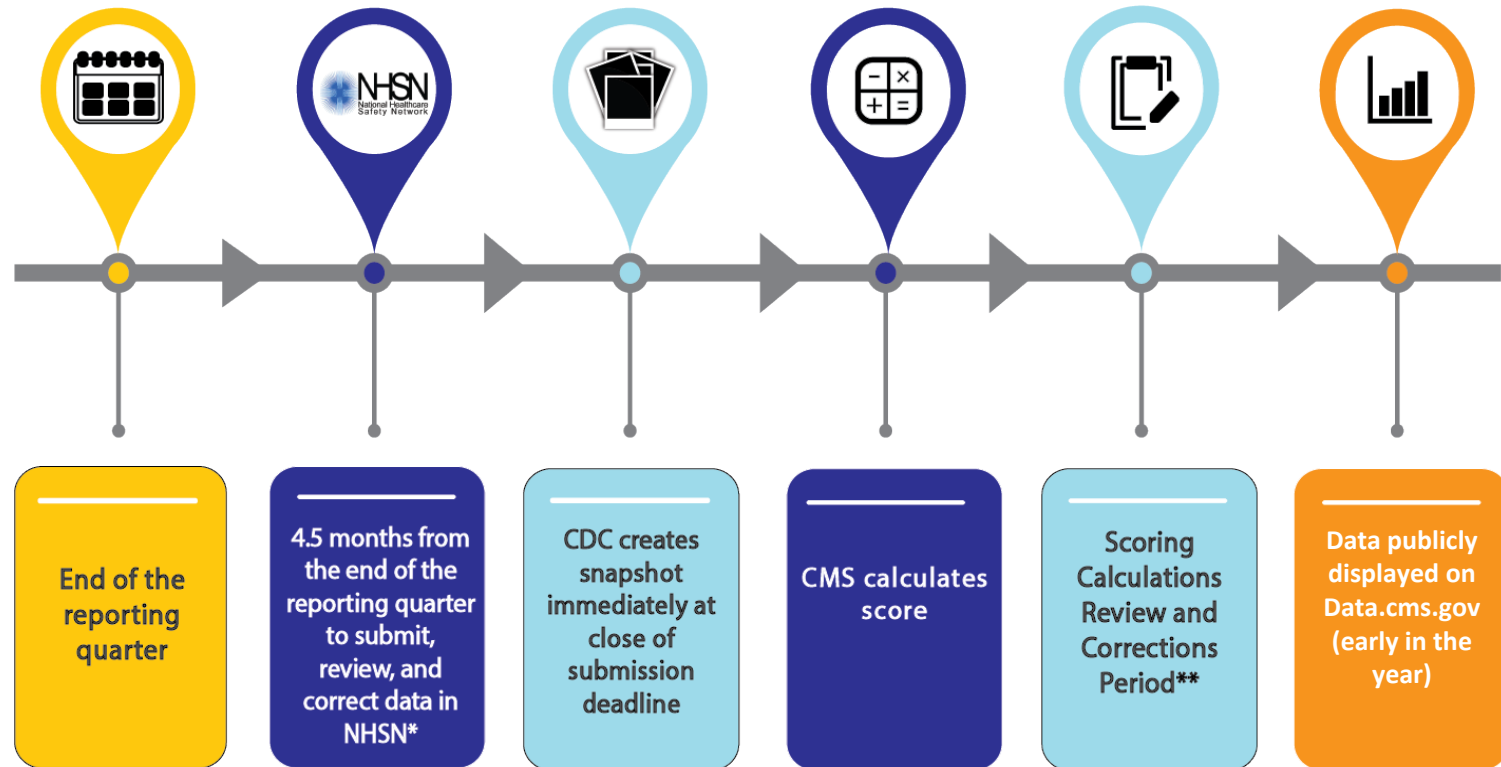 NHSN
National Healthcare
Safety Network
End of the
reporting
quarter
4.5 months from
the end of the
reporting quarter
to submit,
review, and
correct data in
NHSN*
CDC creates
snapshot
immediately at
close of
submission
deadline
CMS calculates
score
Scoring
Calculations
Review and
Corrections
Period**
Data publicly
displayed on
Data.cms.gov
(early in the
year)